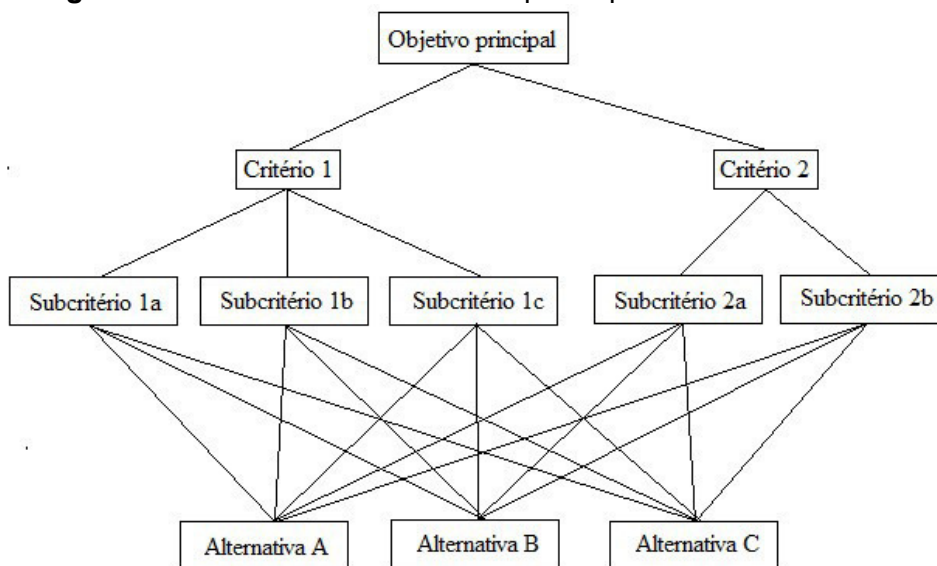 Objetivo principal
Critério 1
Critério 2
Subcritério 1a
Subcritério 1b
Subcritério 1c
Subcritério 2a
Subcritério 2b
Alternativa A
Alternativa B
Alternativa C